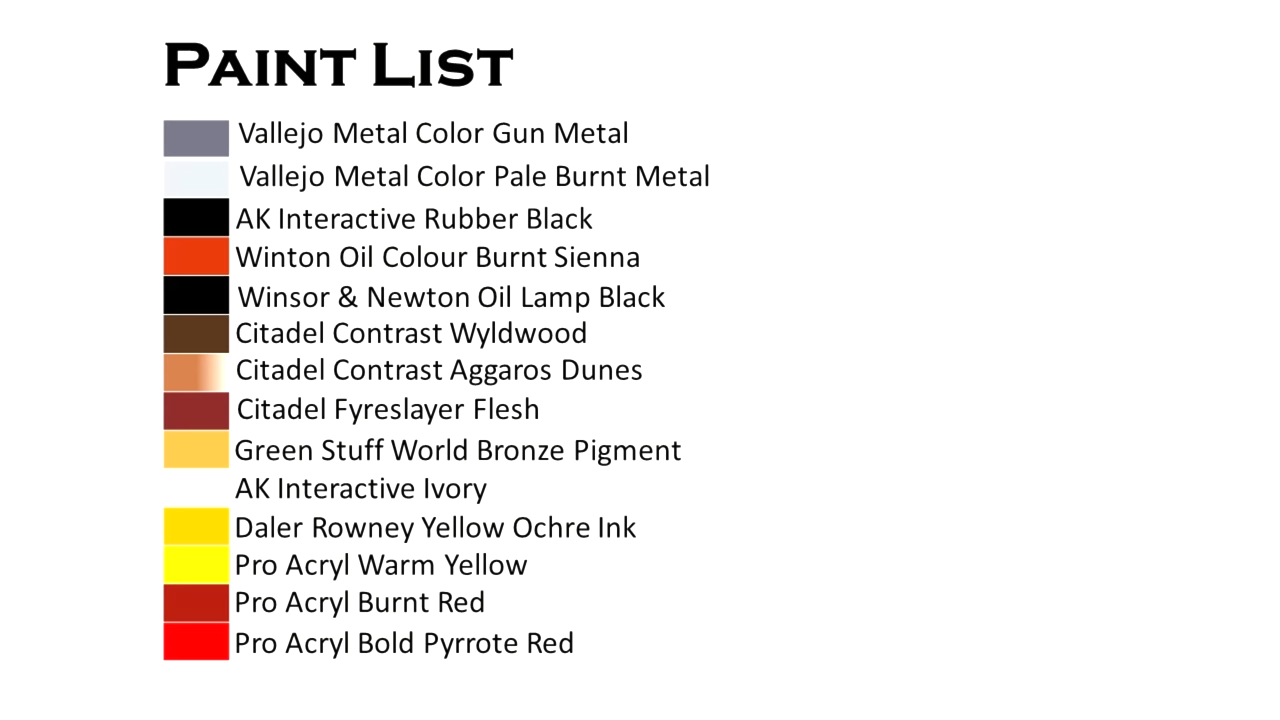 Paint List
Vallejo Metal Color Gun Metal
Vallejo Metal Color Pale Burnt Metal
AK Interactive Rubber Black
Winton Oil Colour Burnt Sienna
Winsor & Newton Oil Lamp Black
Citadel Contrast Wyldwood
Citadel Contrast Aggaros Dunes
Citadel Fyreslayer Flesh
Green Stuff World Bronze Pigment
AK Interactive Ivory
Daler Rowney Yellow Ochre Ink
Pro Acryl Warm Yellow
Pro Acryl Burnt Red
Pro Acryl Bold Pyrrote Red